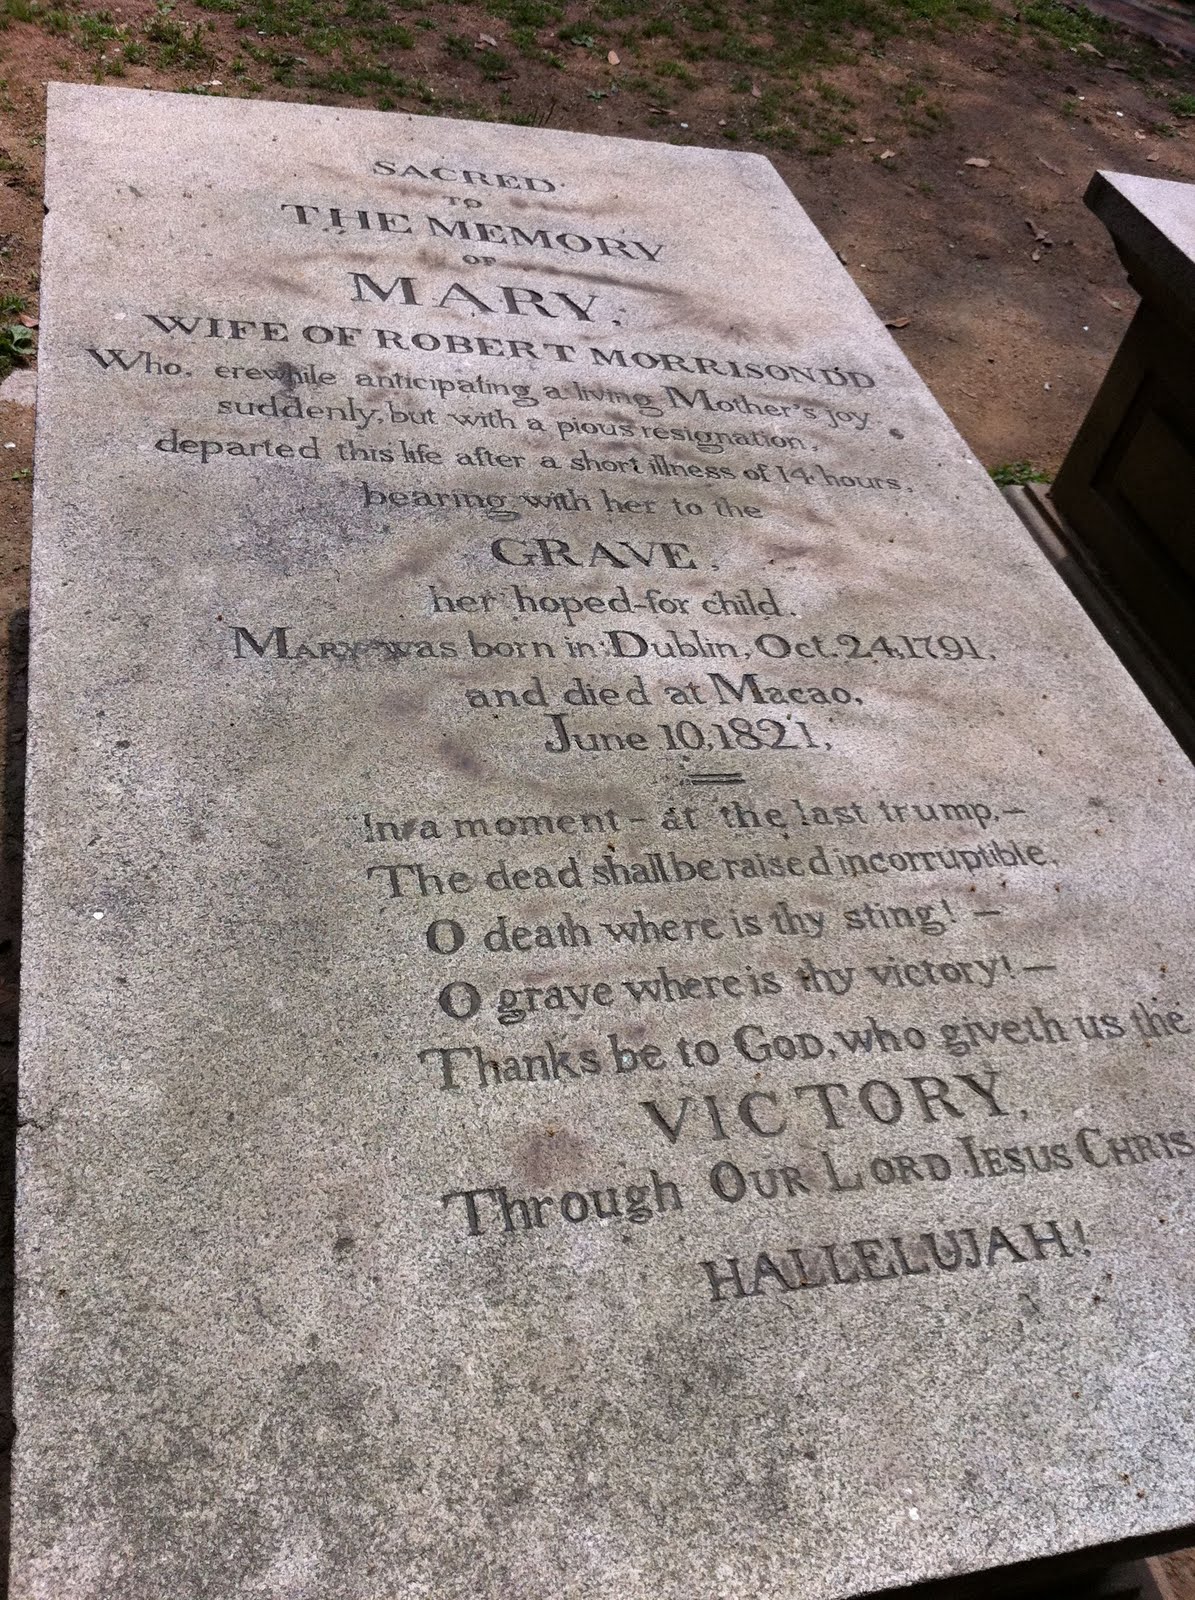 SACRED
TO
THE MEMORY
OF
MARY,
WIFE OF ROBERT MORRISON DD
Who, erewhile anticipating a living Mother's joy
suddenly, but with a pious resignation,
departed this life after a short illness of 14 hours,
bearing with her to the
GRAVE,
her hoped-for child.
MARY was born in Dublin, Oct. 24, 1791,
and died at Macao,
June 10, 1821,
In a moment - at the last trump, -
The dead shall be raised incorruptible,
O death where is thy sting! -
O grave where is thy victory! -
Thanks be to GOD, who giveth us the
VICTORY,
Through OUR LORD JESUS CHRIS
HALLELUJAH!